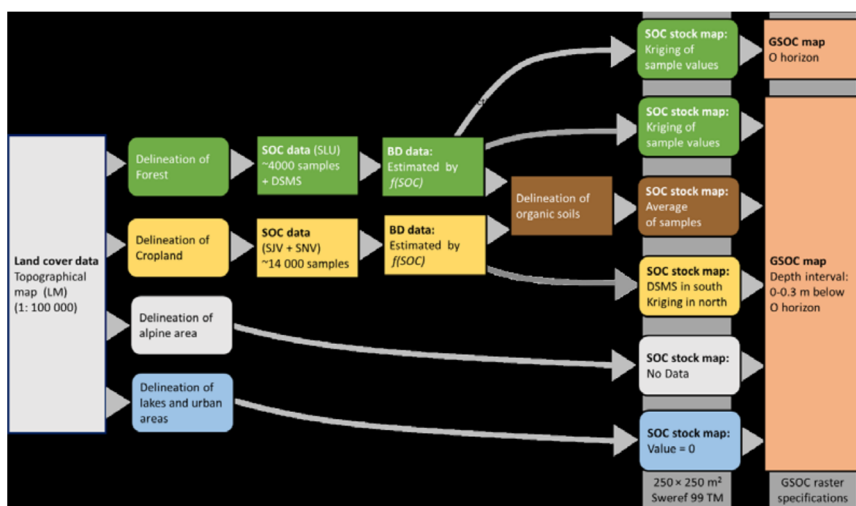 SOC stock map:
Kriging of
sample values
GSOC map
O horizon
SOC stock map:
Kriging of
sample values
Delineation of
Forest
SOC data (SLU)
~4000 samples
+ DSMS
BD data:
Estimated by
f(SOC)
Delineation of
organic soils
SOC stock map:
Average
of samples
Land cover data
Topographical
map (LM)
(1: 100 000)
Delineation of
Cropland
SOC data
(SJV + SNV)
~14 000 samples
BD data:
Estimated by
f(SOC)
SOC stock map:
DSMS in south
Kriging in north
GSOC map
Depth interval:
0-0.3 m below
O horizon
Delineation of
alpine area
SOC stock map:
No Data
Delineation of
lakes and urban
areas
SOC stock map:
Value = 0
250 × 250 m²
Sweref 99 TM
GSOC raster
specifications